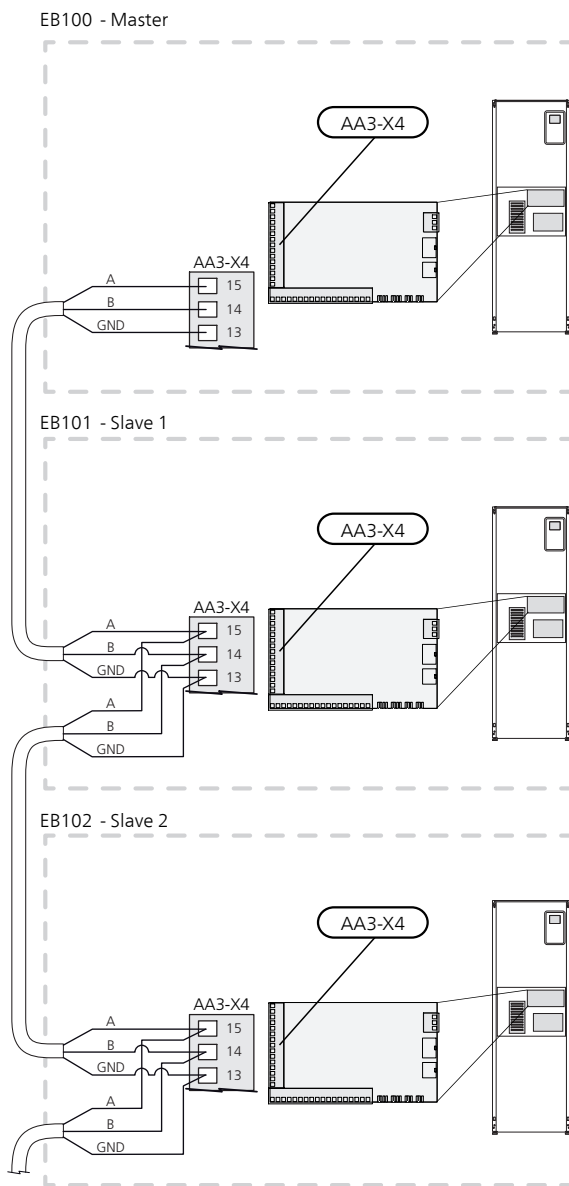 EB100 - Master
AA3-X4
AA3-X4
A
15
B
14
GND
13
EB101 - Slave 1
AA3-X4
AA3-X4
A
15
B
14
GND
13
A
B
GND
EB102 - Slave 2
AA3-X4
AA3-X4
A
15
B
14
GND
13
A
B
GND